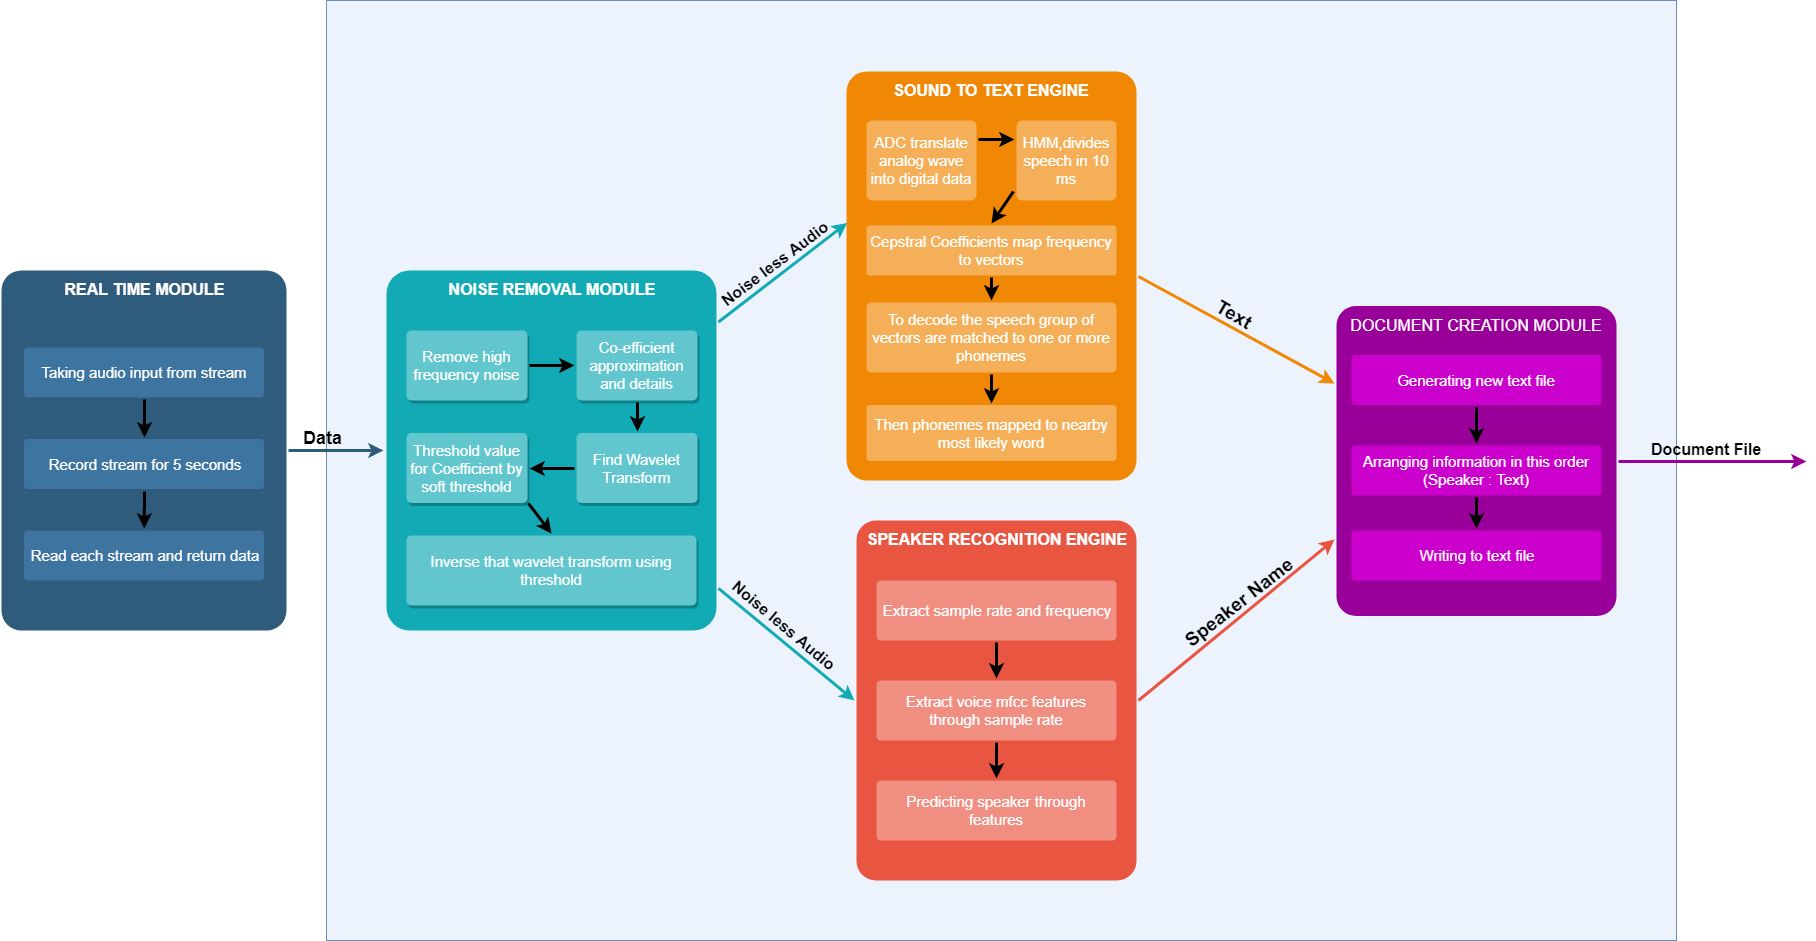 REAL TIME MODULE
Taking audio input from stream
Record stream for 5 seconds
Read each stream and return data
Data
NOISE REMOVAL MODULE
Remove high
frequency noise
Co-efficient
approximation
and details
Threshold value
for Coefficient by
soft threshold
Find Wavelet
Transform
Inverse that wavelet transform using
threshold
Noise less Audio
Noise less Audio
SOUND TO TEXT ENGINE
ADC translate
analog wave
into digital data
HMM,divides
speech in 10
ms
Cepstral Coefficients map frequency
to vectors
To decode the speech group of
vectors are matched to one or more
phonemes
Then phonemes mapped to nearby
most likely word
SPEAKER RECOGNITION ENGINE
Extract sample rate and frequency
Extract voice mfcc features
through sample rate
Predicting speaker through
features
Text
Speaker Name
DOCUMENT CREATION MODULE
Generating new text file
Arranging information in this order
(Speaker : Text)
Writing to text file
Document File